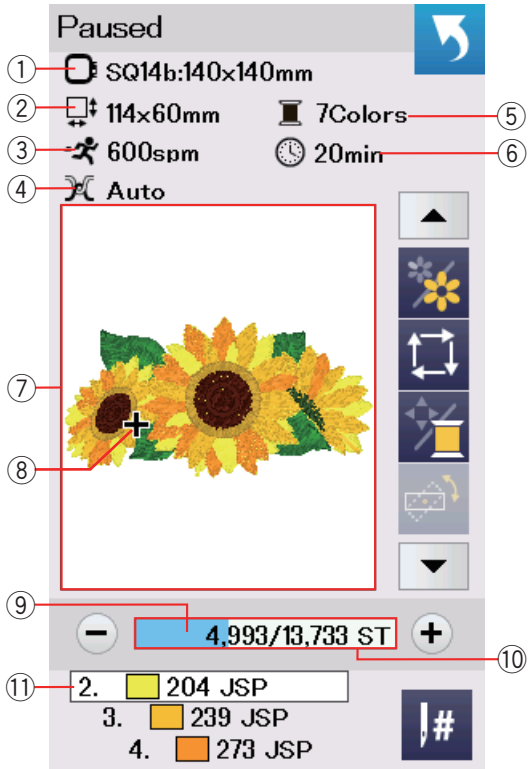 Paused
① SQ14b:140x140mm
② 114x60mm 7Colors ⑤
③ 600spm 20min ⑥
④ Auto
⑦
⑧
⑨ 4,993/13,733 ST
⑩
⑪ 2. 204 JSP
3. 239 JSP
4. 273 JSP
#